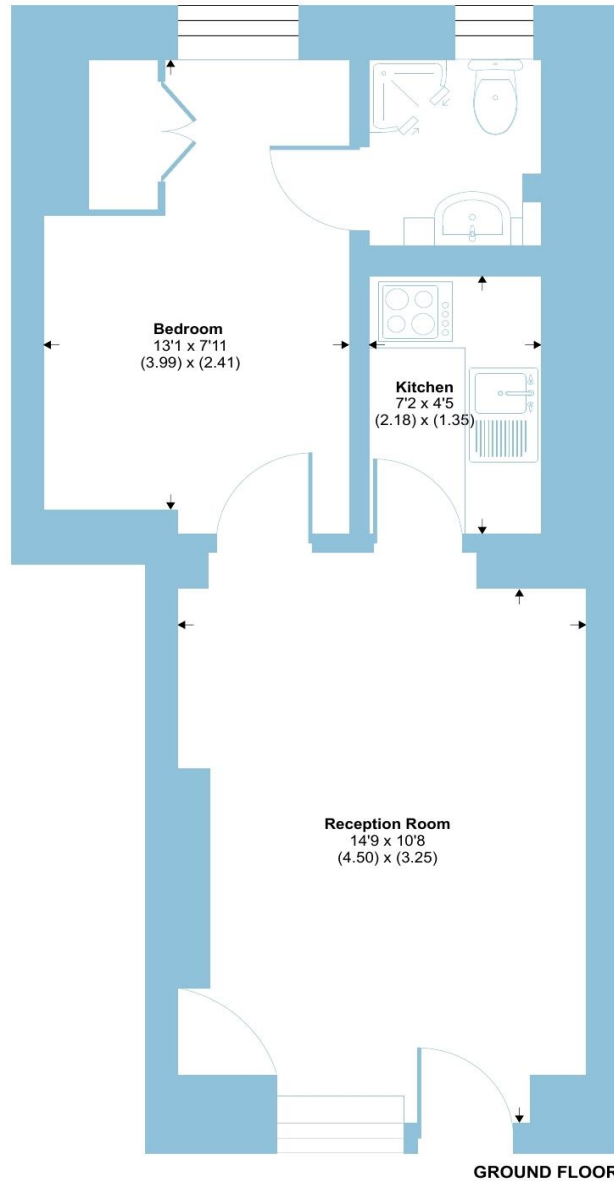 Bedroom
13'1 x 7'11
(3.99) x (2.41)
Kitchen
7'2 x 4'5
(2.18) x (1.35)
Reception Room
14'9 x 10'8
(4.50) x (3.25)
GROUND FLOOR